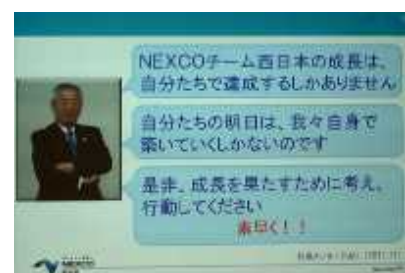 NEXCOチーム西日本の成長は、
自分たちで達成するしかありません
自分たちの明日は、我々自身で
築いていくしかないのです
是非、成長を果たすために考え、
行動してください
素早く！！
NEXCO